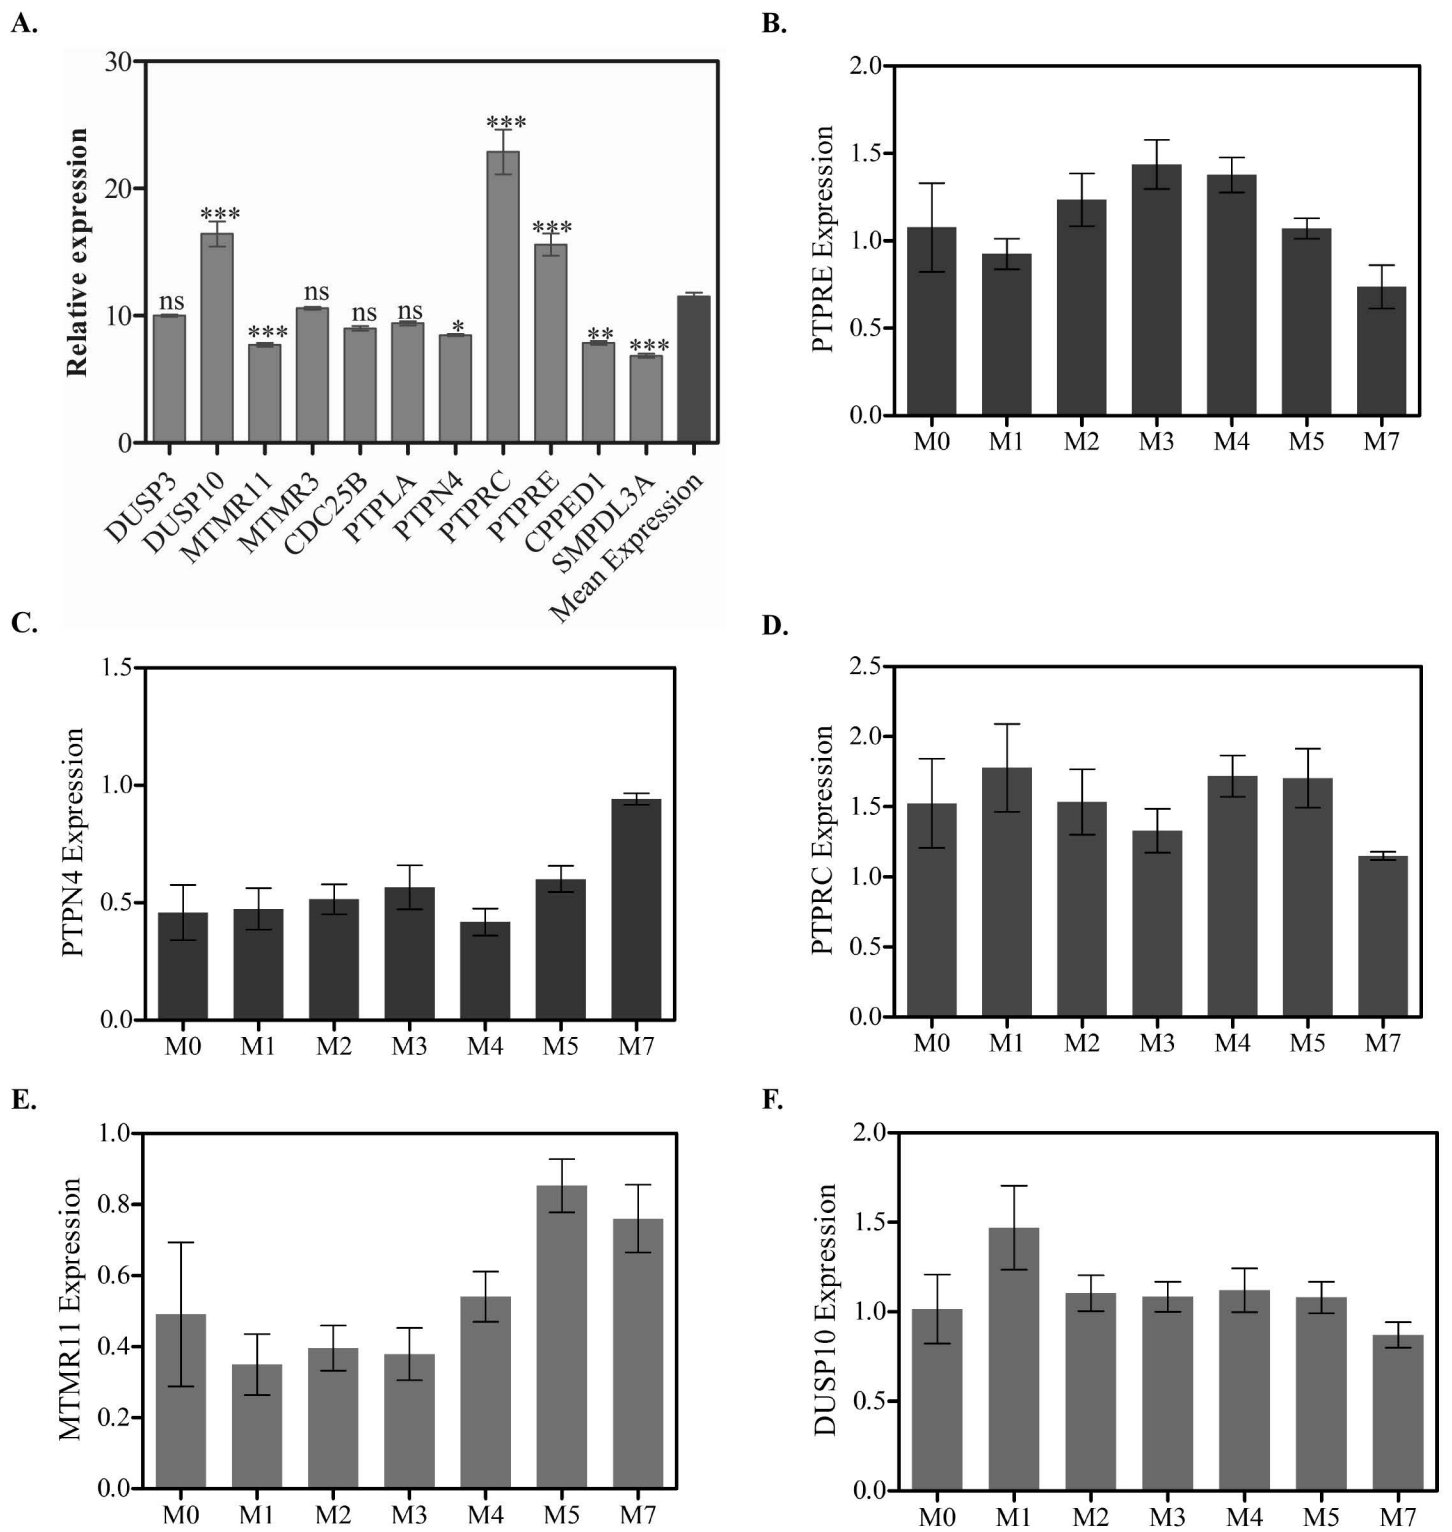 A.
Relative expression
30
20
10
0
ns
***
***
ns
ns
ns
*
***
***
**
***
DUSP3
DUSP10
MTMR11
MTMR3
CDC25B
PTPLA
PTPN4
PTPRC
PTPRE
CPPED1
SMPDL3A
Mean Expression
B.
PTPRE Expression
2.0
1.5
1.0
0.5
0.0
M0 M1 M2 M3 M4 M5 M7
C.
PTPN4 Expression
1.5
1.0
0.5
0.0
M0 M1 M2 M3 M4 M5 M7
D.
PTPRC Expression
2.5
2.0
1.5
1.0
0.5
0.0
M0 M1 M2 M3 M4 M5 M7
E.
MTMR11 Expression
1.0
0.8
0.6
0.4
0.2
0.0
M0 M1 M2 M3 M4 M5 M7
F.
DUSP10 Expression
2.0
1.5
1.0
0.5
0.0
M0 M1 M2 M3 M4 M5 M7